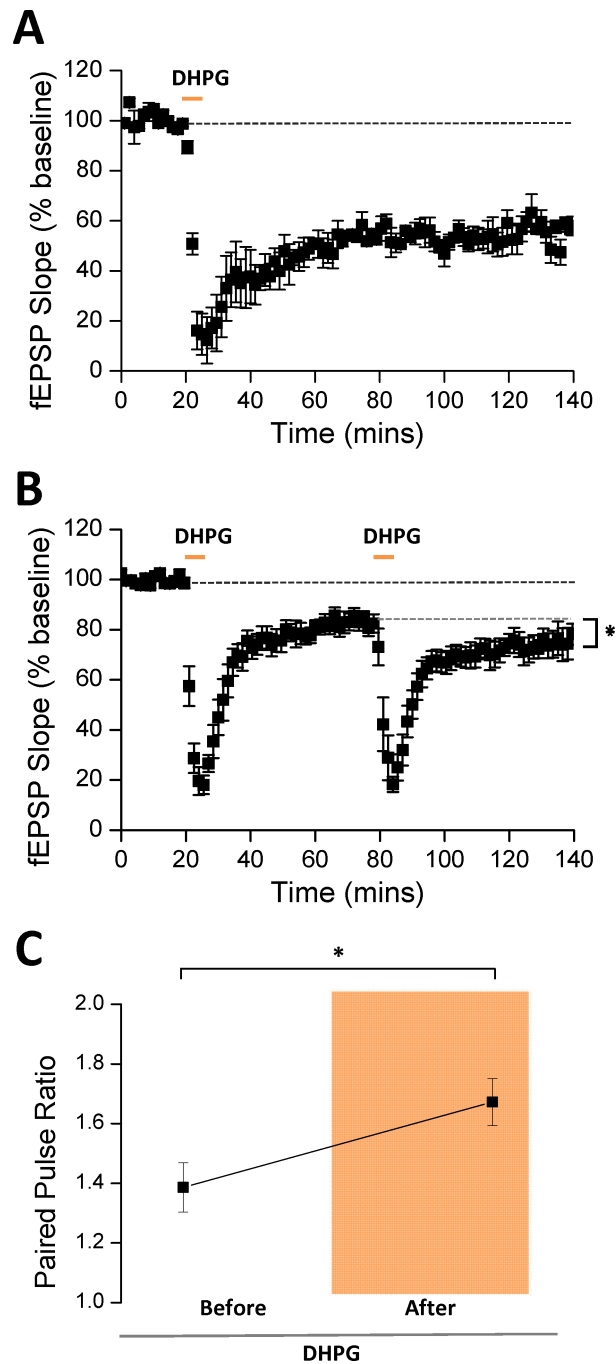 A
DHPG
fEPSP Slope (% baseline)
120
100
80
60
40
20
0
0 20 40 60 80 100 120 140
Time (mins)
B
DHPG DHPG
fEPSP Slope (% baseline)
120
100
80
60
40
20
0
*
0 20 40 60 80 100 120 140
Time (mins)
C
*
Paired Pulse Ratio
2.0
1.8
1.6
1.4
1.2
1.0
Before After
DHPG